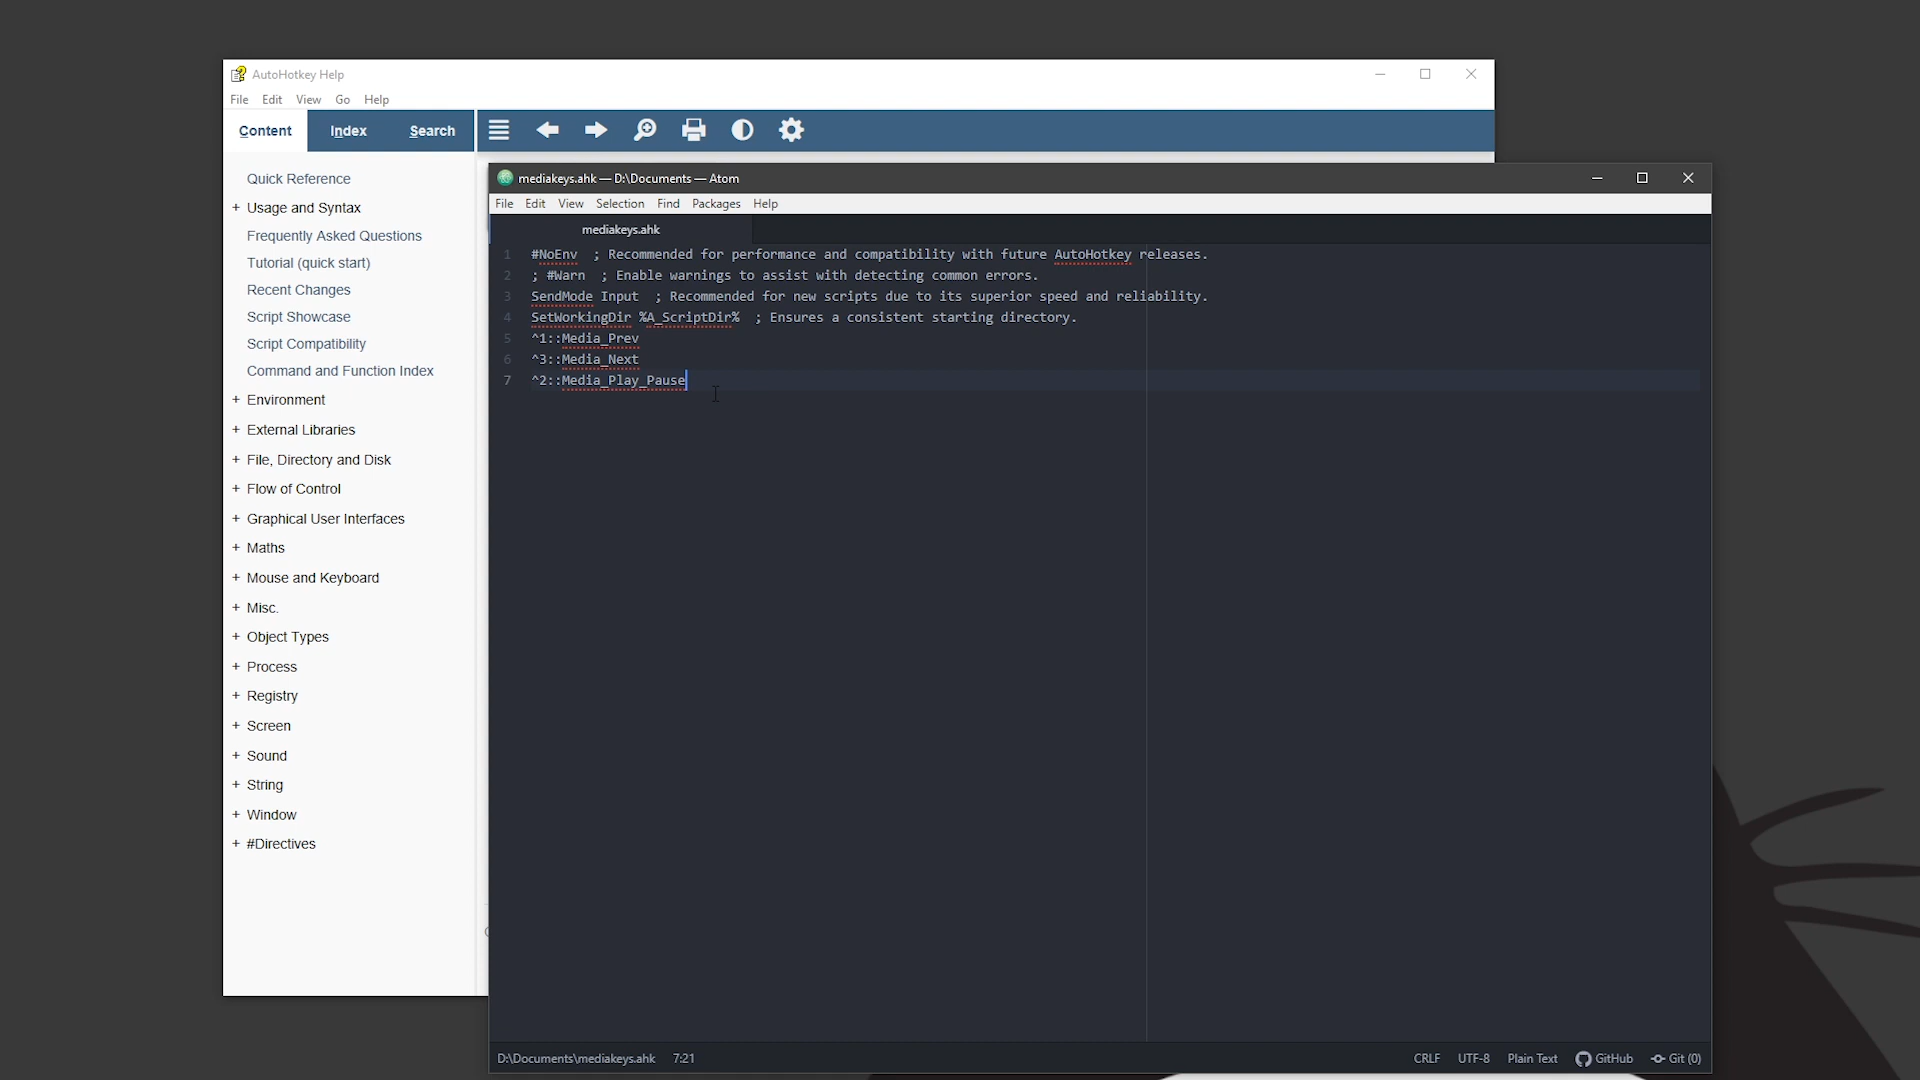 AutoHotkey Help
File Edit View Go Help
Content Index Search
Quick Reference
+ Usage and Syntax
Frequently Asked Questions
Tutorial (quick start)
Recent Changes
Script Showcase
Script Compatibility
Command and Function Index
+ Environment
+ External Libraries
+ File, Directory and Disk
+ Flow of Control
+ Graphical User Interfaces
+ Maths
+ Mouse and Keyboard
+ Misc.
+ Object Types
+ Process
+ Registry
+ Screen
+ Sound
+ String
+ Window
+ #Directives
mediakeys.ahk — D:\Documents — Atom
File Edit View Selection Find Packages Help
mediakeys.ahk
1 #NoEnv ; Recommended for performance and compatibility with future AutoHotkey releases.
2 ; #Warn ; Enable warnings to assist with detecting common errors.
3 SendMode Input ; Recommended for new scripts due to its superior speed and reliability.
4 SetWorkingDir %A_ScriptDir% ; Ensures a consistent starting directory.
5 ^1::Media_Prev
6 ^3::Media_Next
7 ^2::Media_Play_Pause
D:\Documents\mediakeys.ahk 7:21 CRLF UTF-8 Plain Text GitHub Git (0)